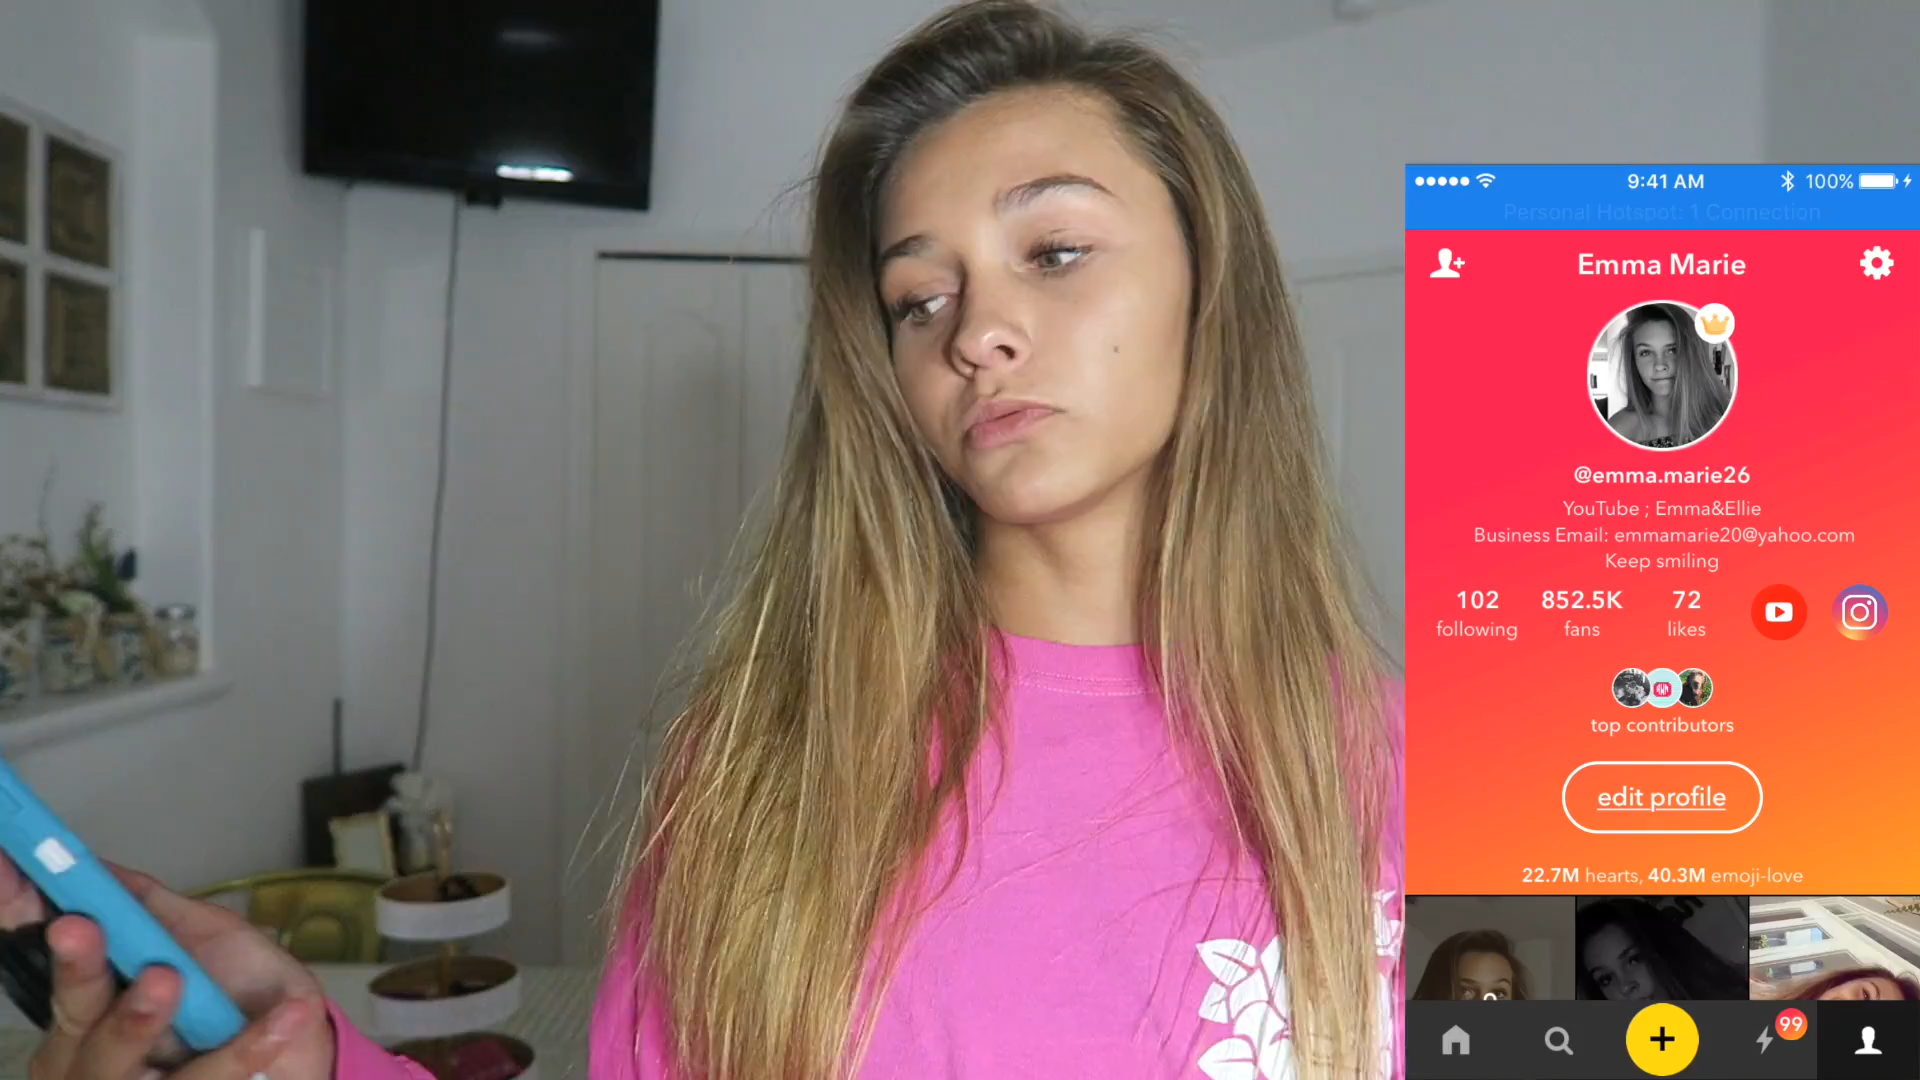 9:41 AM
100%
Personal Hotspot: 1 Connection
Emma Marie
@emma.marie26
YouTube ; Emma&Ellie
Business Email: emmamarie20@yahoo.com
Keep smiling
102 852.5K 72
following fans likes
top contributors
edit profile
22.7M hearts, 40.3M emoji-love
+
99